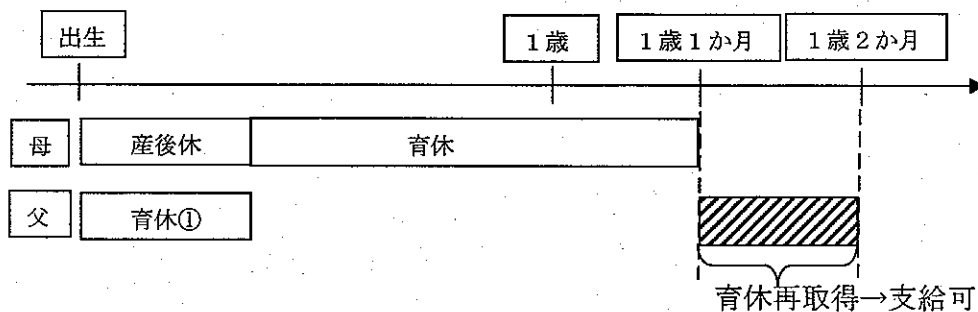 出生
1歳
1歳1か月
1歳2か月
母
産後休
育休
父
育休①
育休再取得→支給可